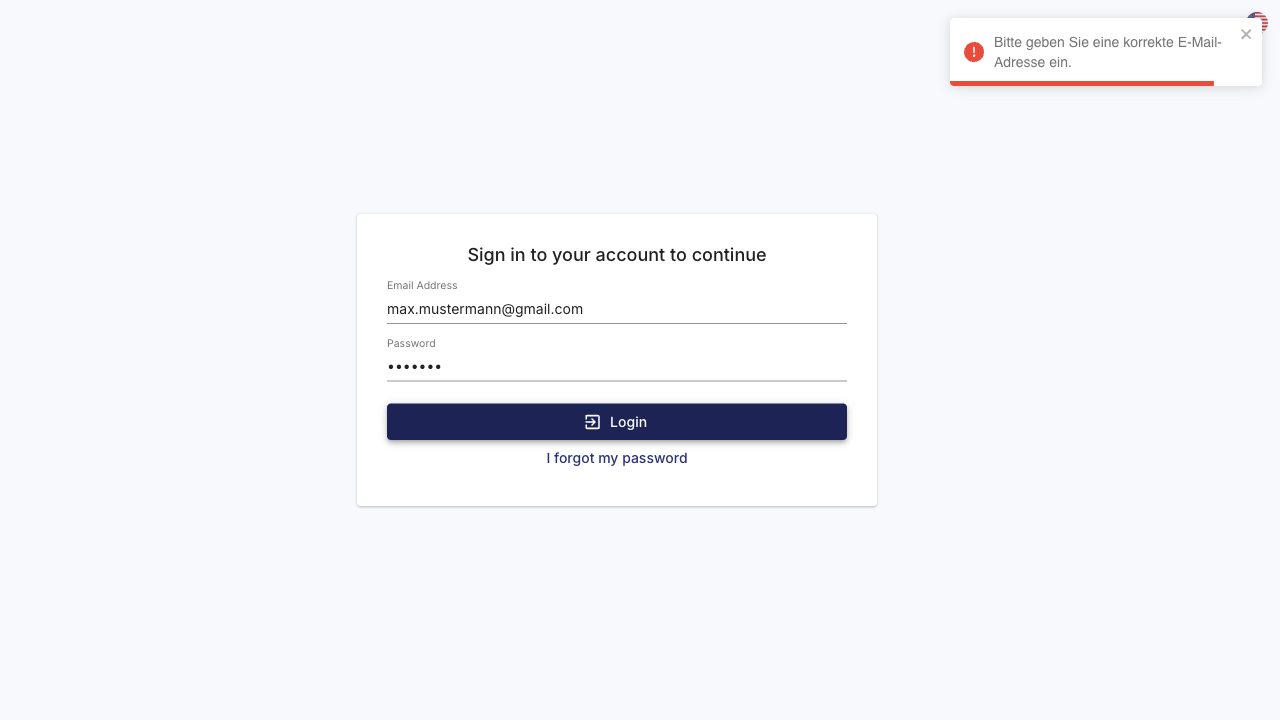 Bitte geben Sie eine korrekte E-Mail-
Adresse ein.
Sign in to your account to continue
Email Address
max.mustermann@gmail.com
Password
•••••••
Login
I forgot my password